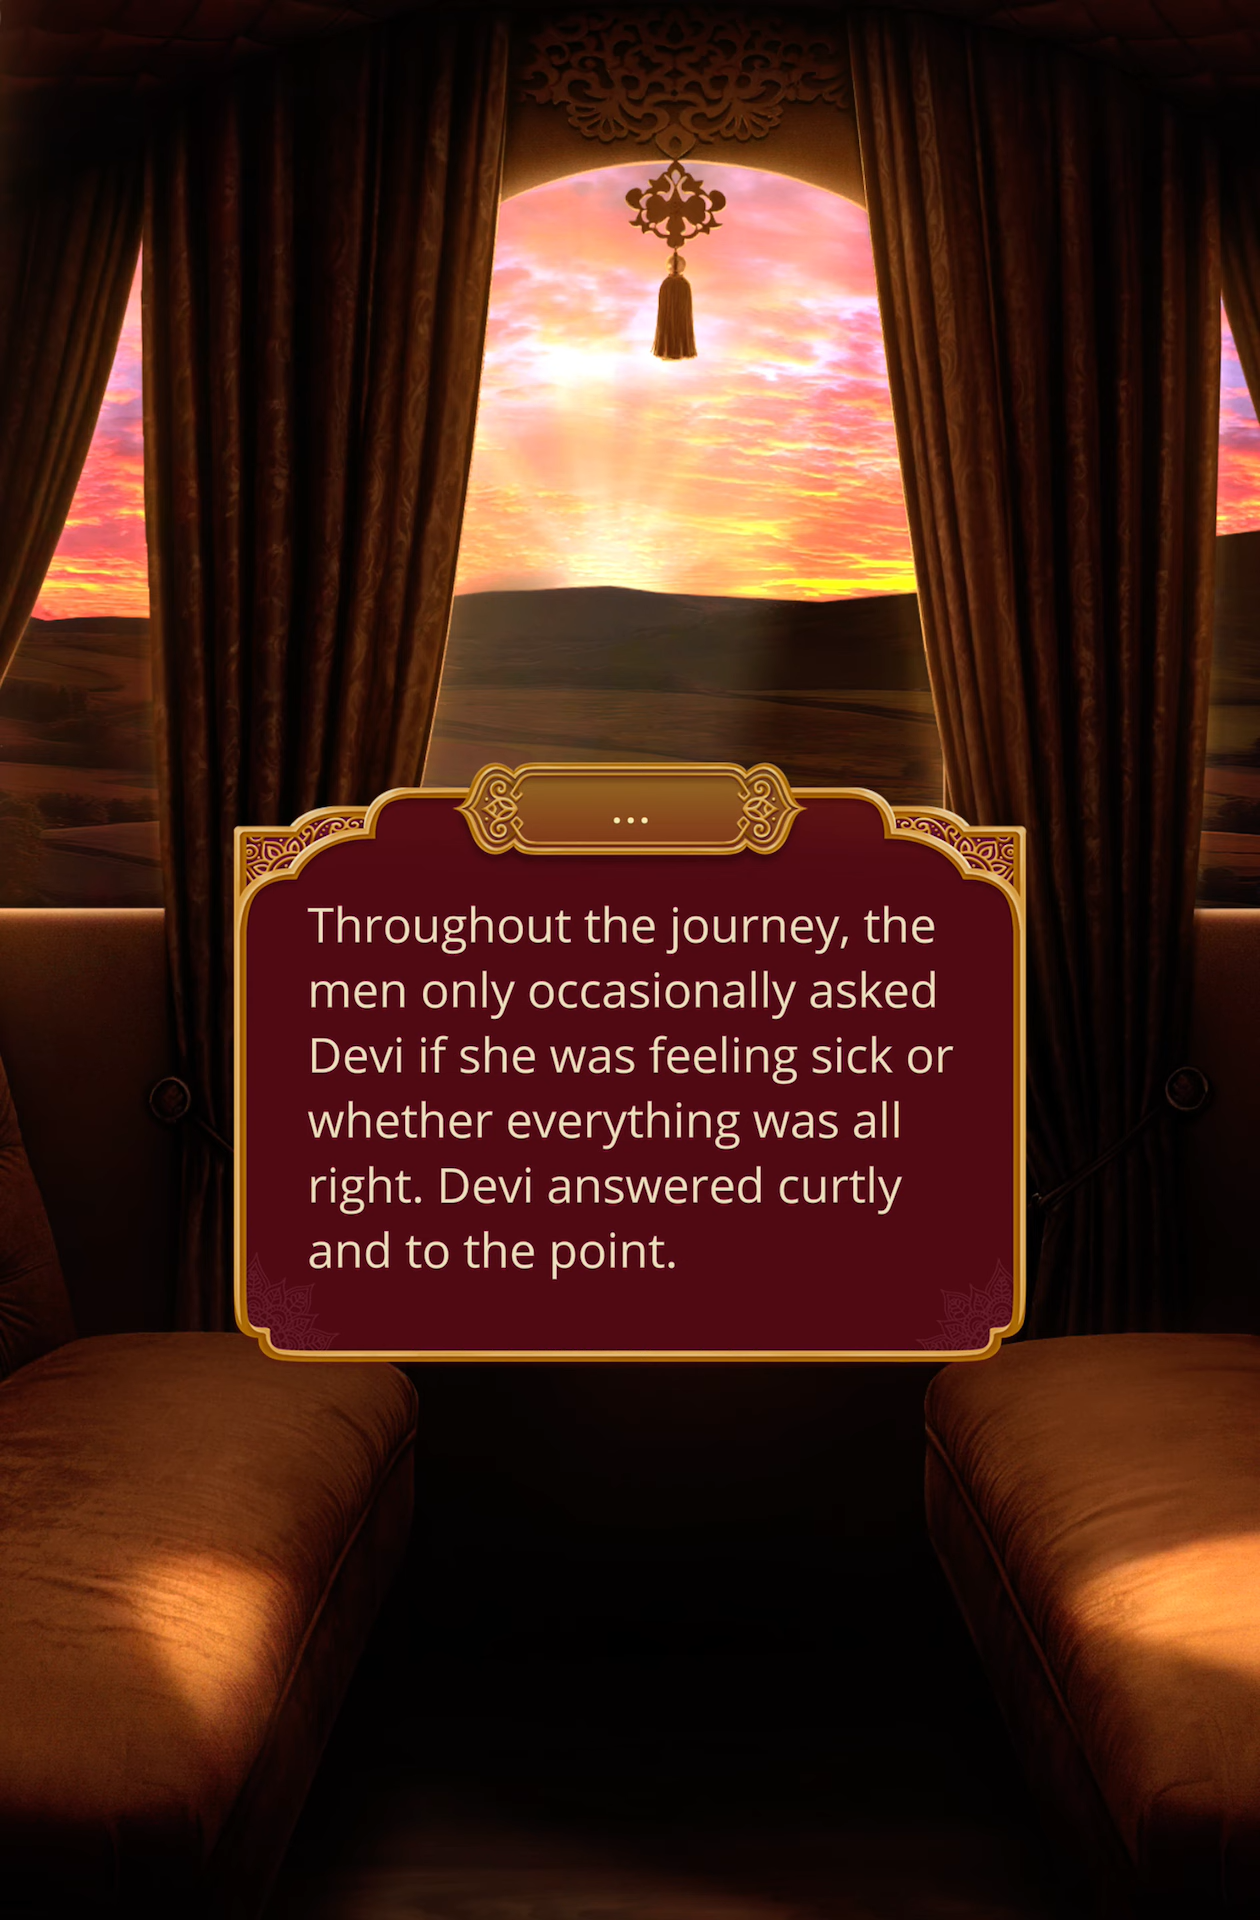 ...
Throughout the journey, the
men only occasionally asked
Devi if she was feeling sick or
whether everything was all
right. Devi answered curtly
and to the point.